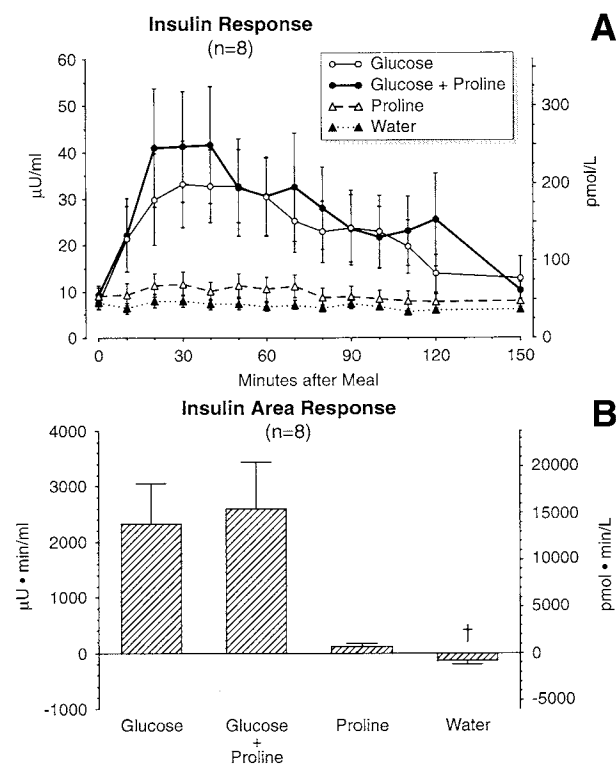 Insulin Response
A
(n=8)
Glucose
Glucose + Proline
Proline
Water
60
50
40
30
20
10
0
µU/ml
300
200
100
0
pmol/L
0 30 60 90 120 150
Minutes after Meal
Insulin Area Response
B
(n=8)
4000
3000
2000
1000
0
-1000
µU • min/ml
20000
15000
10000
5000
0
-5000
pmol • min/L
†
Glucose Glucose + Proline Proline Water